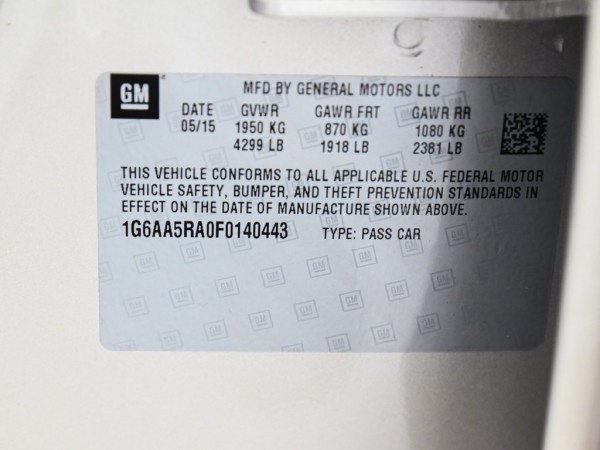 GM
MFD BY GENERAL MOTORS LLC
DATE GVWR GAWR FRT GAWR RR
05/15 1950 KG 870 KG 1080 KG
4299 LB 1918 LB 2381 LB
THIS VEHICLE CONFORMS TO ALL APPLICABLE U.S. FEDERAL MOTOR
VEHICLE SAFETY, BUMPER, AND THEFT PREVENTION STANDARDS IN
EFFECT ON THE DATE OF MANUFACTURE SHOWN ABOVE.
1G6AA5RA0F0140443 TYPE: PASS CAR